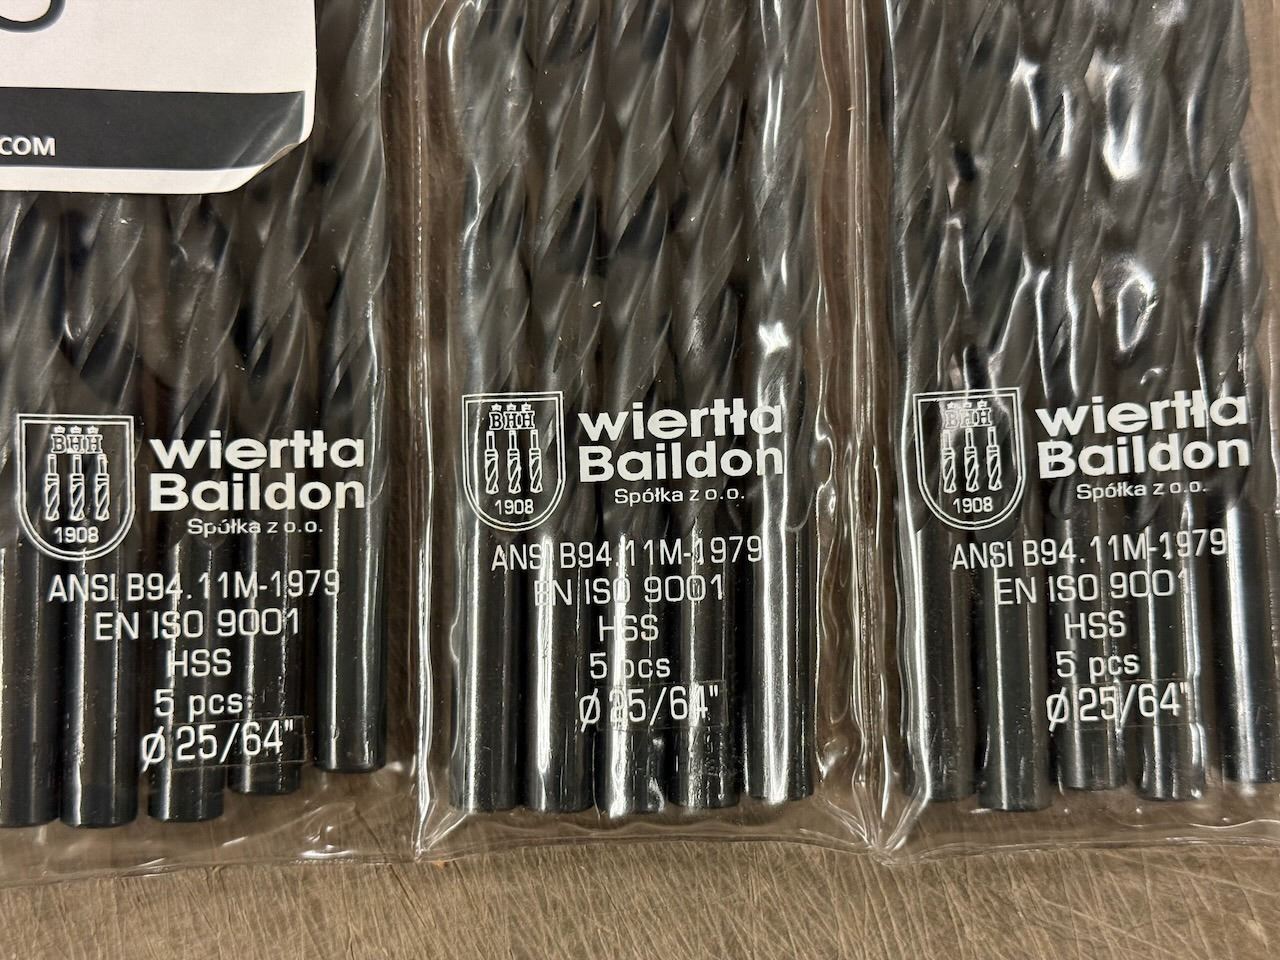 COM
BHH
1908
wiertła
Baildon
Spółka z o.o.
ANSI B94.11M-1979
EN ISO 9001
HSS
5 pcs
Ø 25/64"
BHH
1908
wiertła
Baildon
Spółka z o.o.
ANSI B94.11M-1979
EN ISO 9001
HSS
5 pcs
Ø 25/64"
BHH
1908
wiertła
Baildon
Spółka z o.o.
ANSI B94.11M-1979
EN ISO 9001
HSS
5 pcs
Ø 25/64"